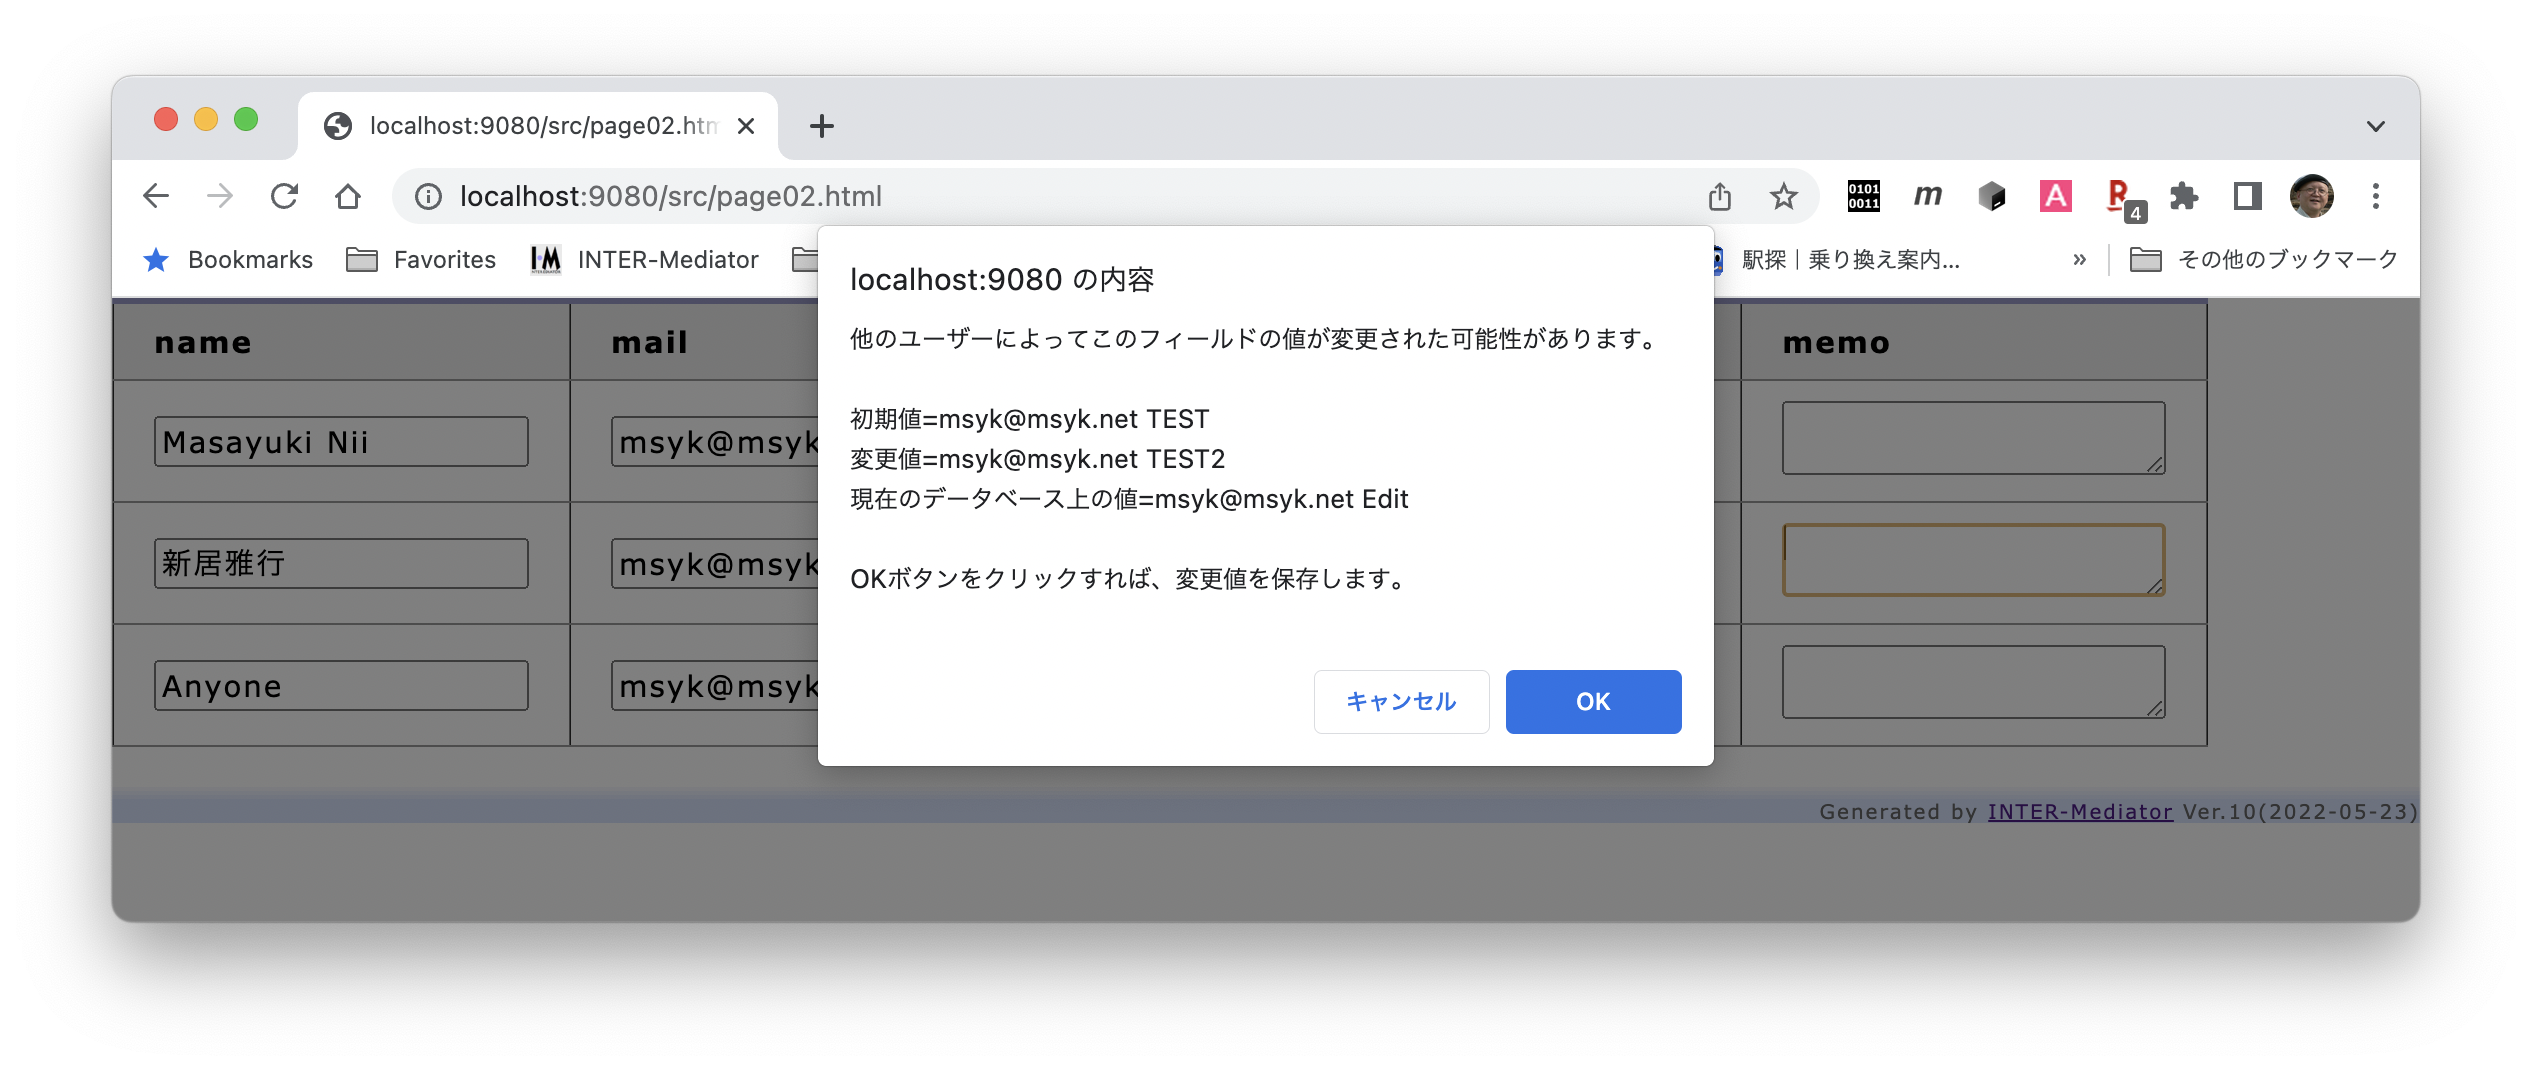 localhost:9080/src/page02.htm
localhost:9080/src/page02.html
0101
0011
m
A
R
4
Bookmarks
Favorites
I·M
INTER-Mediator
駅探｜乗り換え案内...
»
その他のブックマーク
localhost:9080 の内容
他のユーザーによってこのフィールドの値が変更された可能性があります。
初期値=msyk@msyk.net TEST
変更値=msyk@msyk.net TEST2
現在のデータベース上の値=msyk@msyk.net Edit
OKボタンをクリックすれば、変更値を保存します。
キャンセル
OK
name
mail
memo
Masayuki Nii
msyk@msyk
新居雅行
msyk@msyk
Anyone
msyk@msyk
Generated by INTER-Mediator Ver.10(2022-05-23)